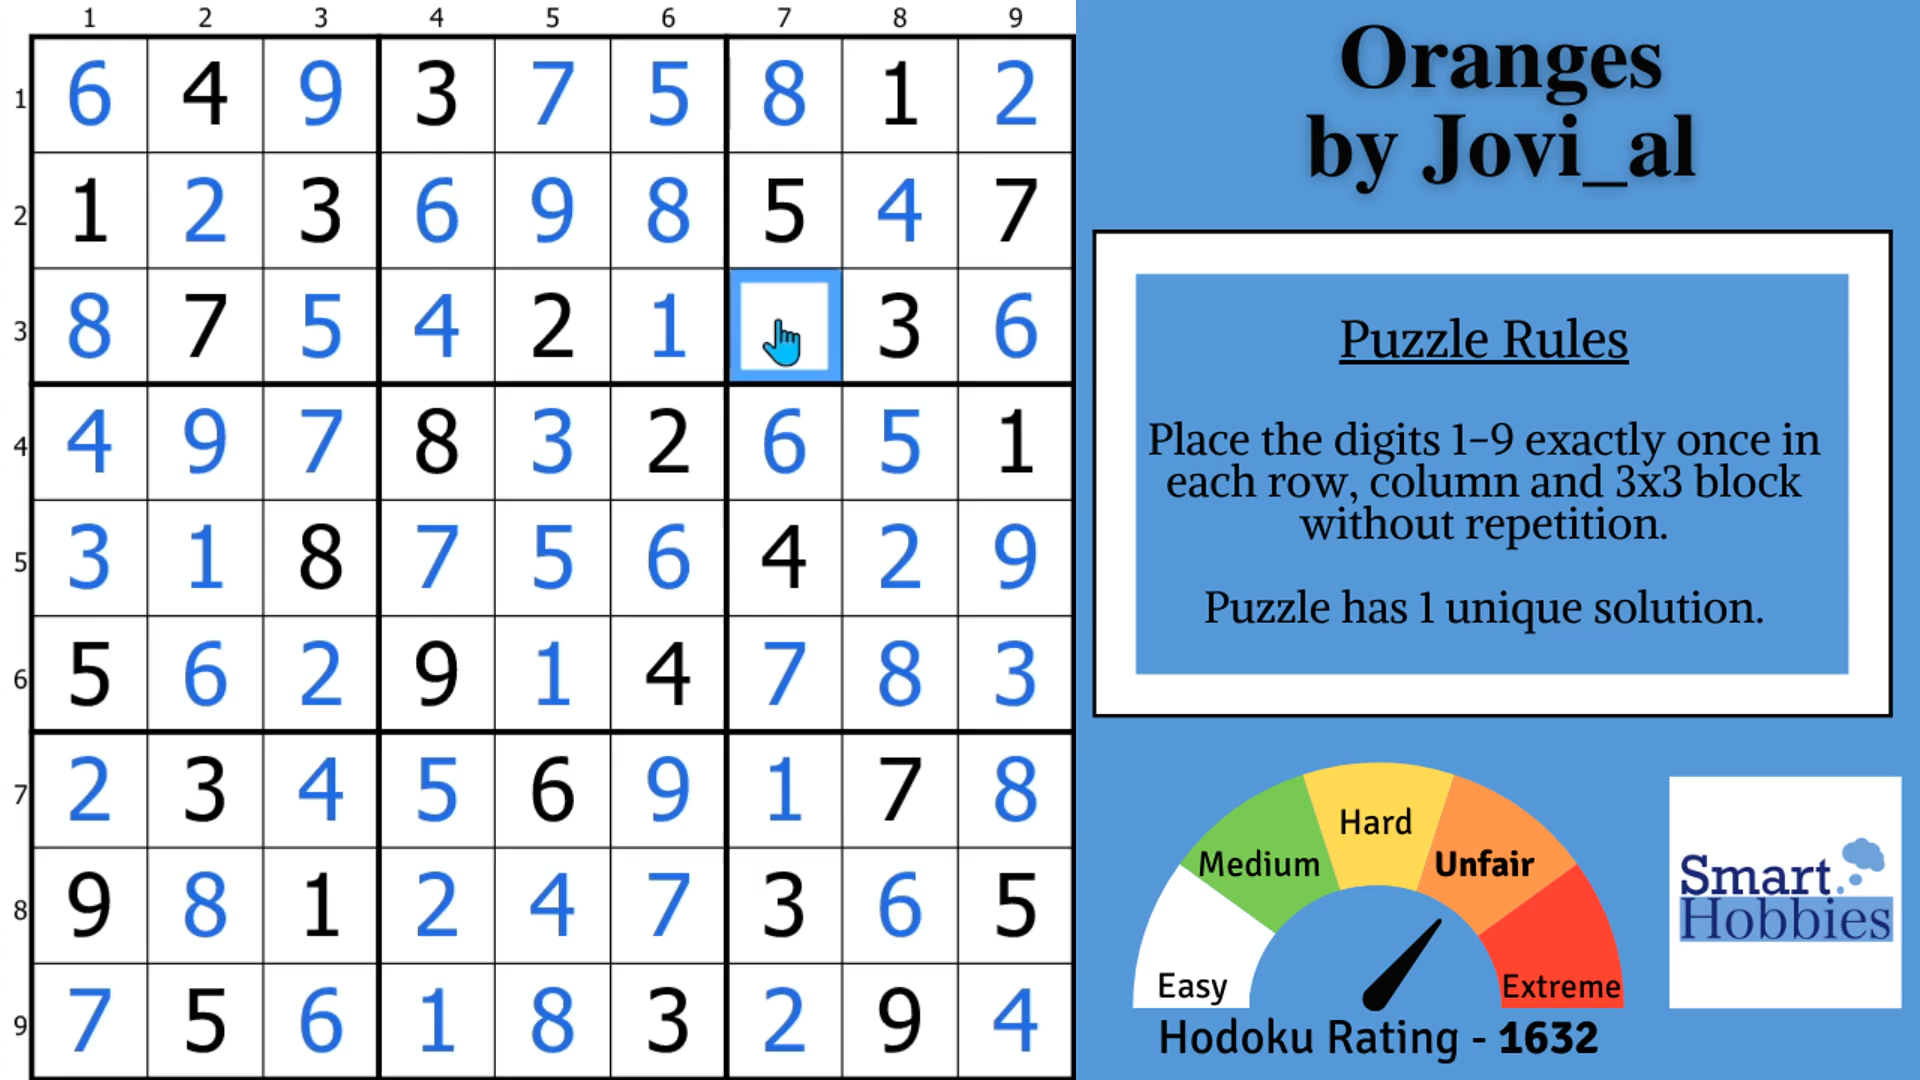 1 2 3 4 5 6 7 8 9
1 6 4 9 3 7 5 8 1 2
2 1 2 3 6 9 8 5 4 7
3 8 7 5 4 2 1 3 6
4 4 9 7 8 3 2 6 5 1
5 3 1 8 7 5 6 4 2 9
6 5 6 2 9 1 4 7 8 3
7 2 3 4 5 6 9 1 7 8
8 9 8 1 2 4 7 3 6 5
9 7 5 6 1 8 3 2 9 4
Oranges
by Jovi_al
Puzzle Rules
Place the digits 1-9 exactly once in
each row, column and 3x3 block
without repetition.
Puzzle has 1 unique solution.
Easy
Medium
Hard
Unfair
Extreme
Hodoku Rating - 1632
Smart
Hobbies